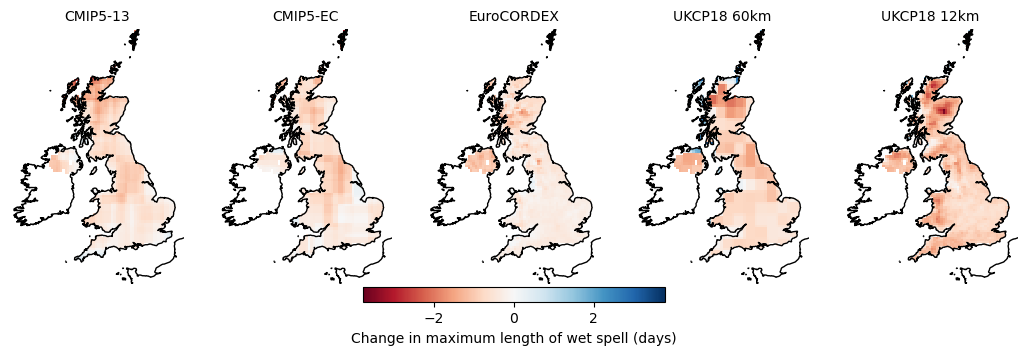 CMIP5-13
CMIP5-EC
EuroCORDEX
UKCP18 60km
UKCP18 12km
−2
0
2
Change in maximum length of wet spell (days)